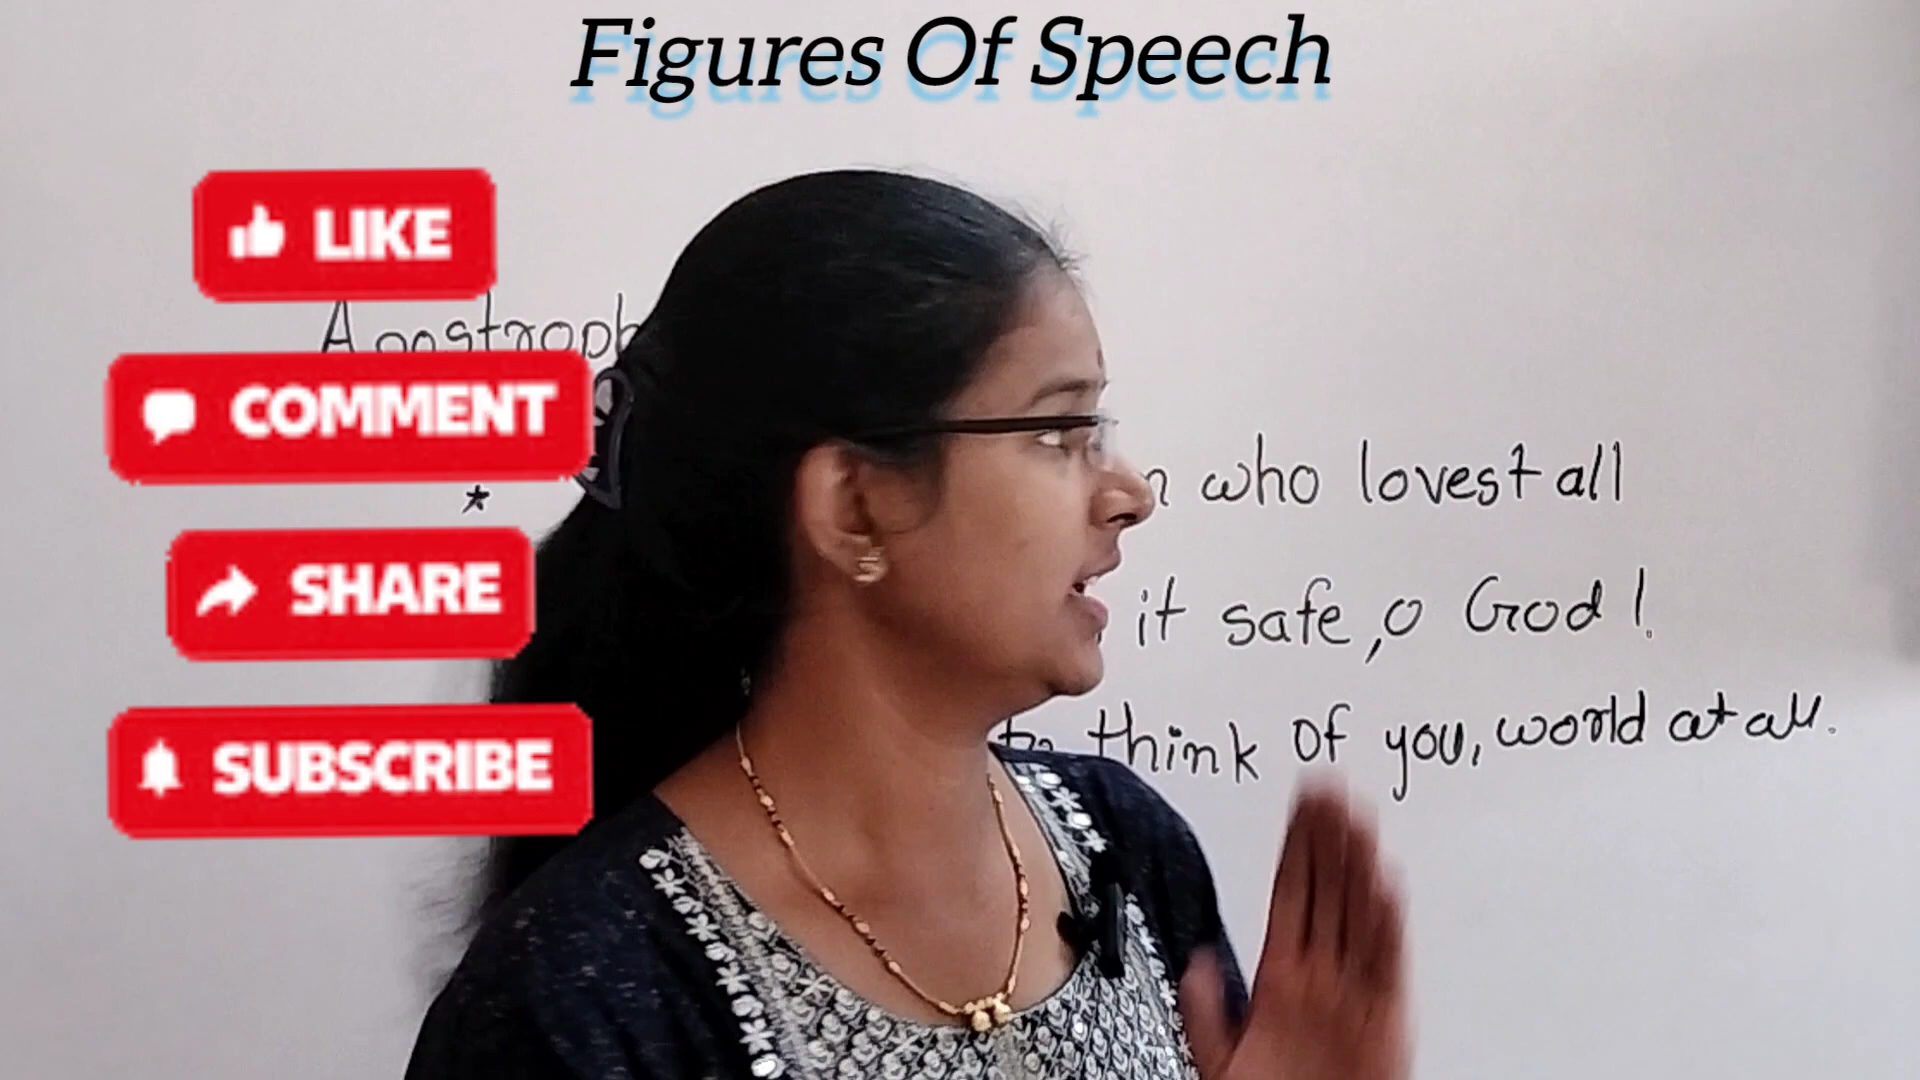 Figures Of Speech
LIKE
COMMENT
*
who lovest all
SHARE
it safe, o God!
SUBSCRIBE
think of you, world at all.